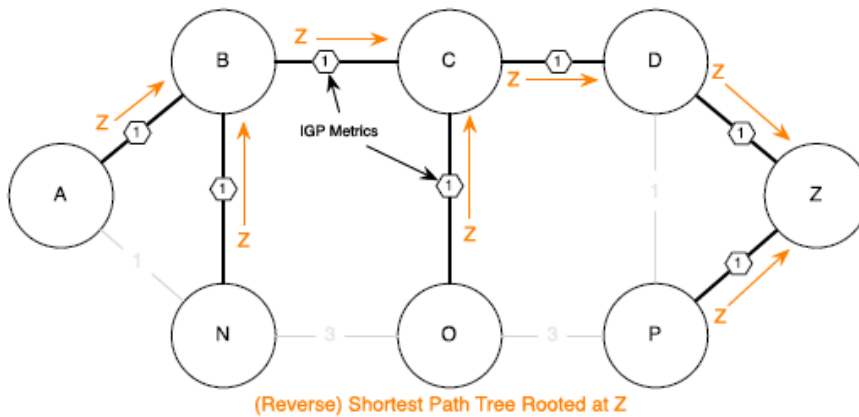 Z
Z
B
1
C
1
D
Z
Z
1
IGP Metrics
1
A
1
1
1
Z
1
Z
Z
1
1
N
3
O
3
P
Z
(Reverse) Shortest Path Tree Rooted at Z